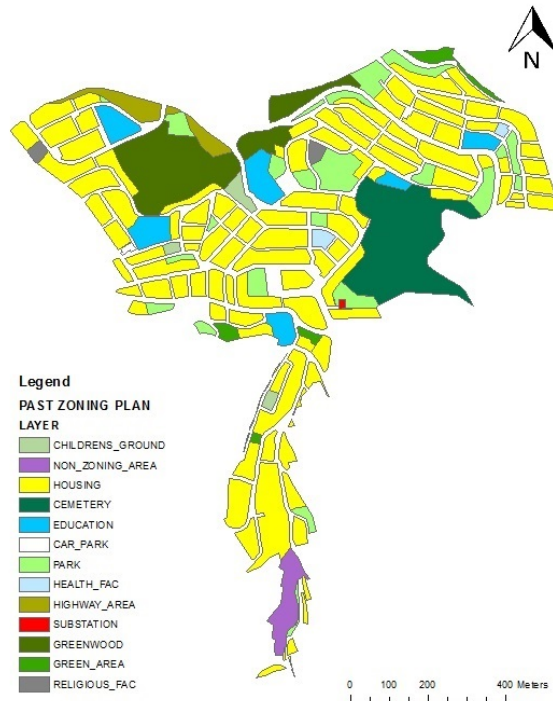 N
Legend
PAST ZONING PLAN
LAYER
CHILDRENS_GROUND
NON_ZONING_AREA
HOUSING
CEMETERY
EDUCATION
CAR_PARK
PARK
HEALTH_FAC
HIGHWAY_AREA
SUBSTATION
GREENWOOD
GREEN_AREA
RELIGIOUS_FAC
0 100 200 400 Meters